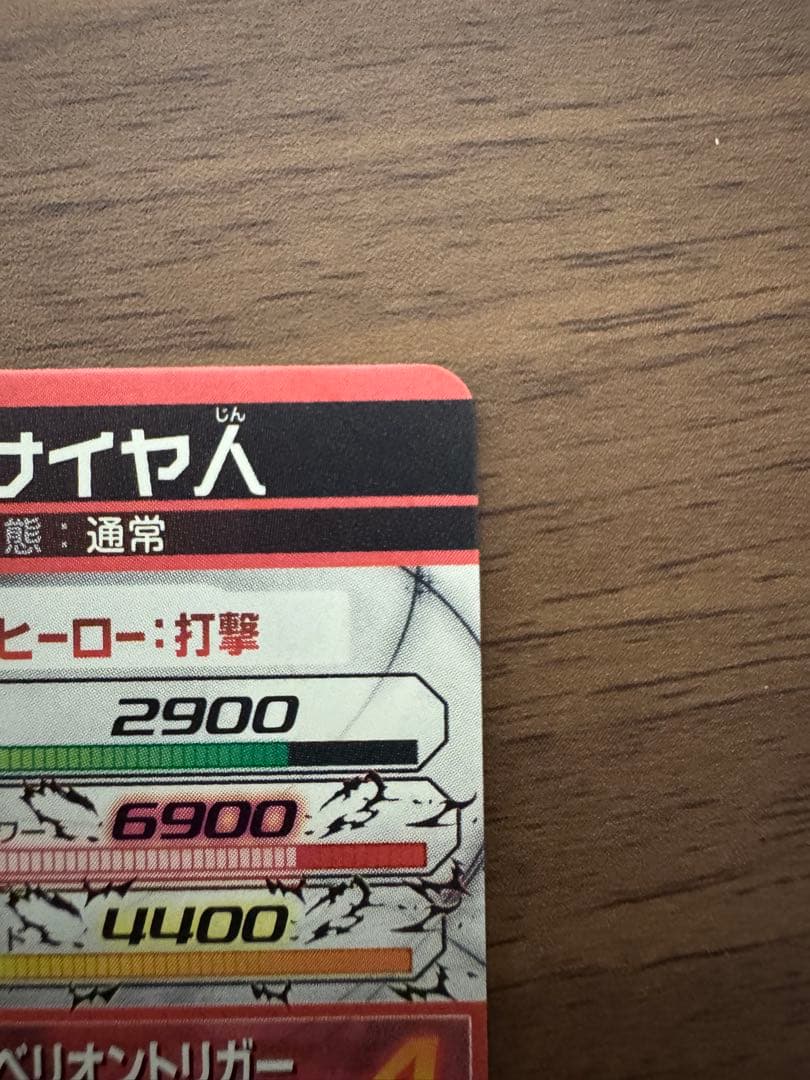 じん
サイヤ人
態：通常
ヒーロー：打撃
2900
ワー 6900
ド 4400
ベリオントリガー 4